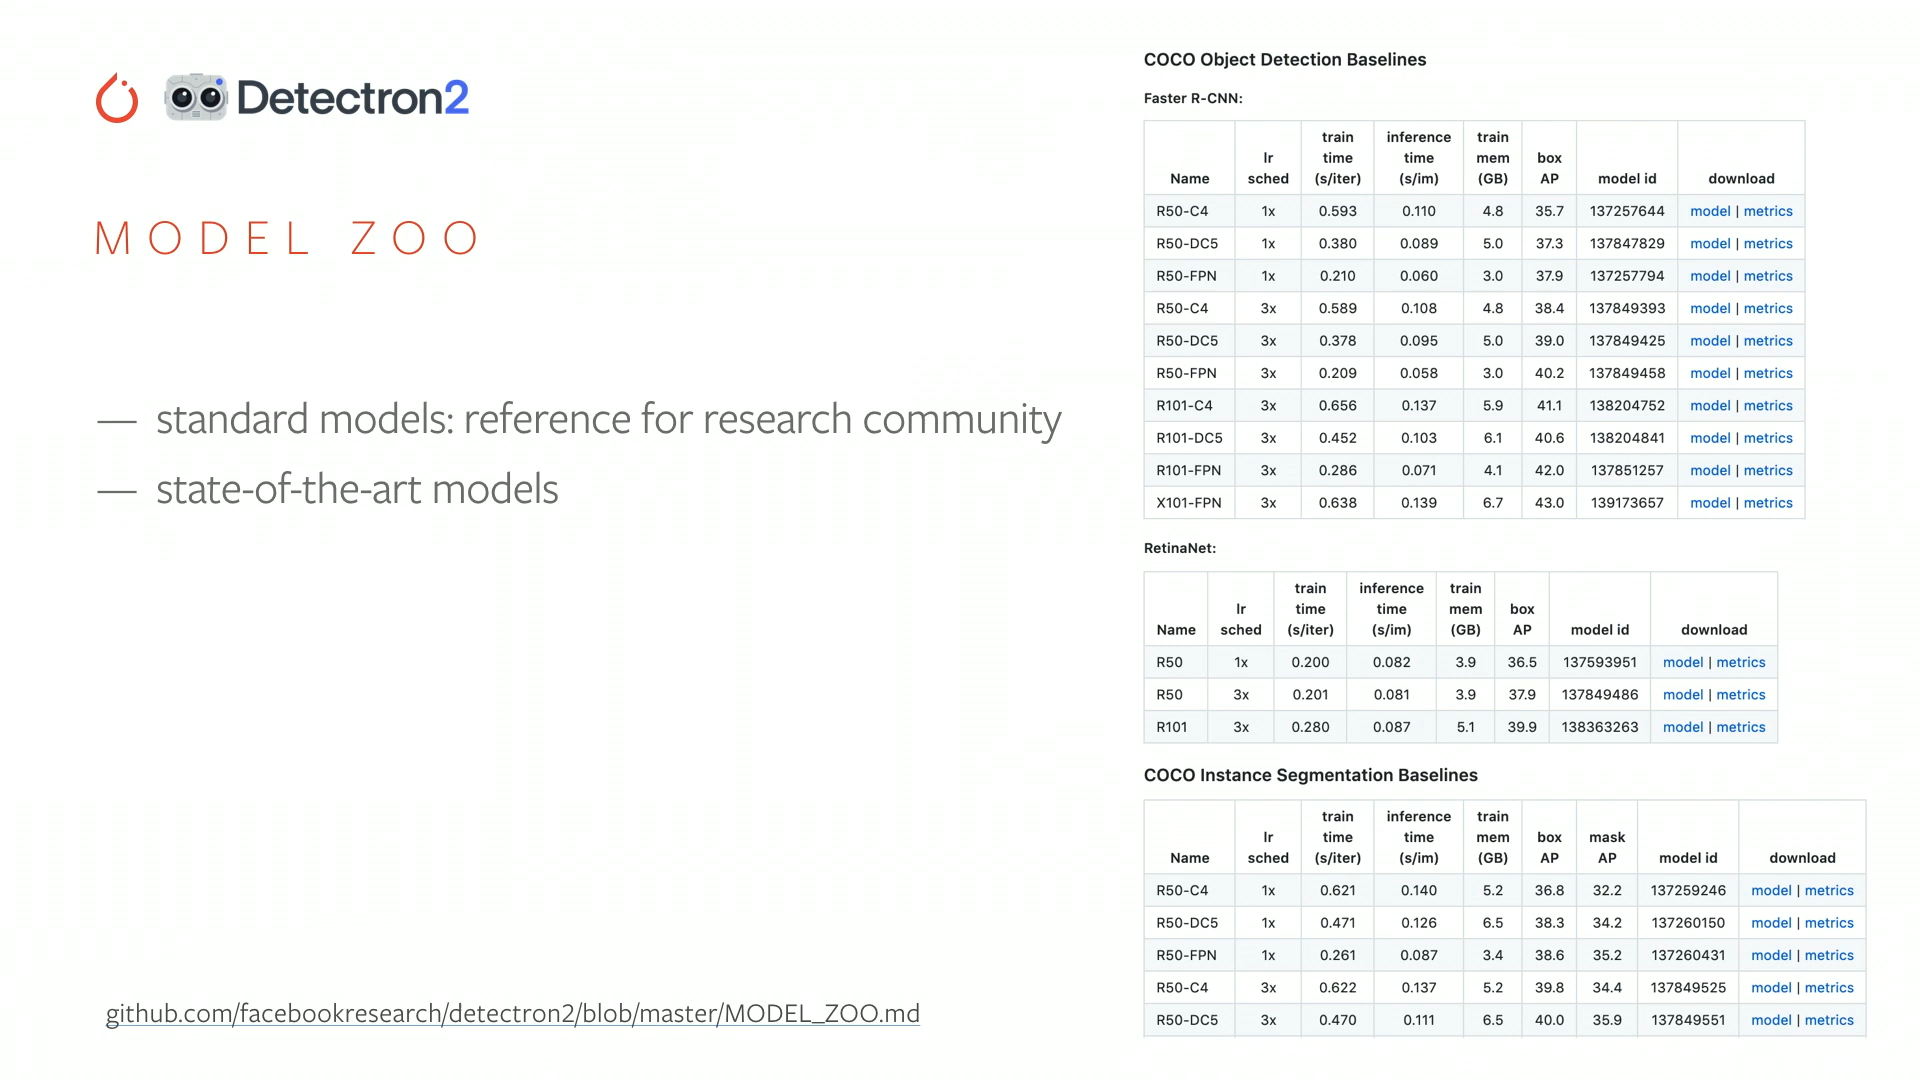 Detectron2
MODEL ZOO
— standard models: reference for research community
— state-of-the-art models
github.com/facebookresearch/detectron2/blob/master/MODEL_ZOO.md
COCO Object Detection Baselines
Faster R-CNN:
Name | lr sched | train time (s/iter) | inference time (s/im) | train mem (GB) | box AP | model id | download
R50-C4 1x 0.593 0.110 4.8 35.7 137257644 model | metrics
R50-DC5 1x 0.380 0.089 5.0 37.3 137847829 model | metrics
R50-FPN 1x 0.210 0.060 3.0 37.9 137257794 model | metrics
R50-C4 3x 0.589 0.108 4.8 38.4 137849393 model | metrics
R50-DC5 3x 0.378 0.095 5.0 39.0 137849425 model | metrics
R50-FPN 3x 0.209 0.058 3.0 40.2 137849458 model | metrics
R101-C4 3x 0.656 0.137 5.9 41.1 138204752 model | metrics
R101-DC5 3x 0.452 0.103 6.1 40.6 138204841 model | metrics
R101-FPN 3x 0.286 0.071 4.1 42.0 137851257 model | metrics
X101-FPN 3x 0.638 0.139 6.7 43.0 139173657 model | metrics
RetinaNet:
Name | lr sched | train time (s/iter) | inference time (s/im) | train mem (GB) | box AP | model id | download
R50 1x 0.200 0.082 3.9 36.5 137593951 model | metrics
R50 3x 0.201 0.081 3.9 37.9 137849486 model | metrics
R101 3x 0.280 0.087 5.1 39.9 138363263 model | metrics
COCO Instance Segmentation Baselines
Name | lr sched | train time (s/iter) | inference time (s/im) | train mem (GB) | box AP | mask AP | model id | download
R50-C4 1x 0.621 0.140 5.2 36.8 32.2 137259246 model | metrics
R50-DC5 1x 0.471 0.126 6.5 38.3 34.2 137260150 model | metrics
R50-FPN 1x 0.261 0.087 3.4 38.6 35.2 137260431 model | metrics
R50-C4 3x 0.622 0.137 5.2 39.8 34.4 137849525 model | metrics
R50-DC5 3x 0.470 0.111 6.5 40.0 35.9 137849551 model | metrics